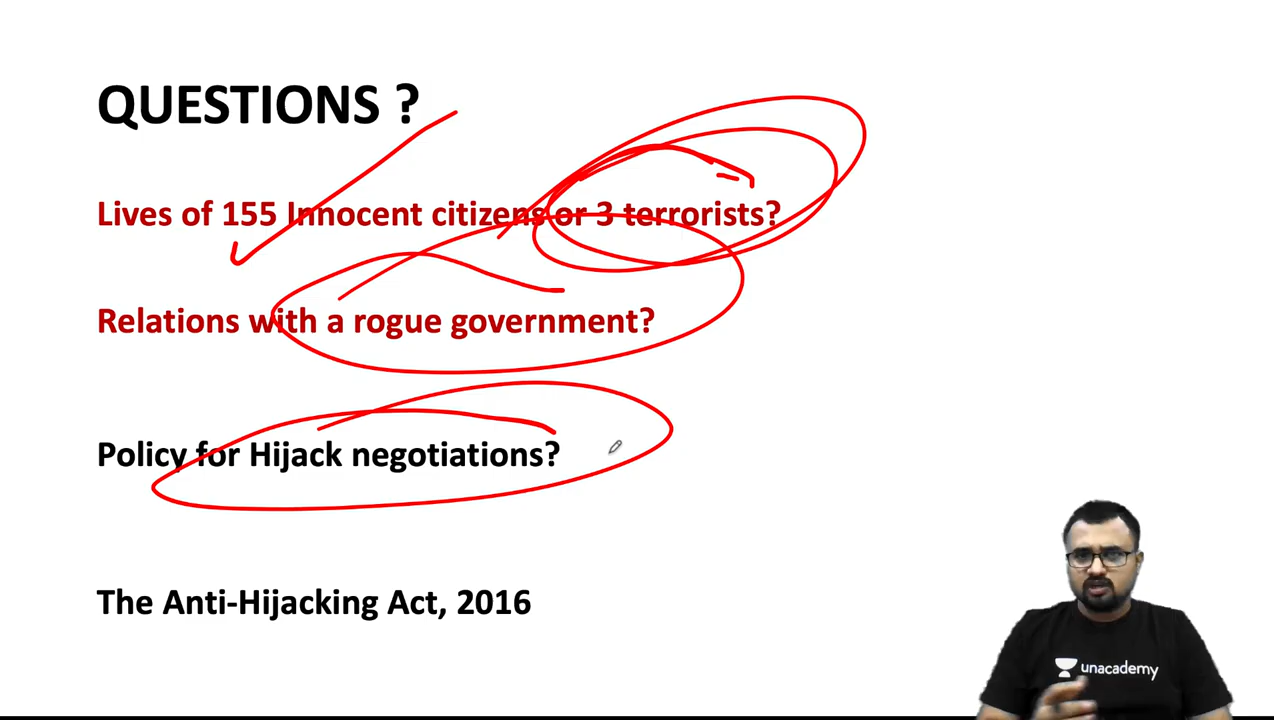 QUESTIONS ?
Lives of 155 Innocent citizens or 3 terrorists?
Relations with a rogue government?
Policy for Hijack negotiations?
The Anti-Hijacking Act, 2016
unacademy